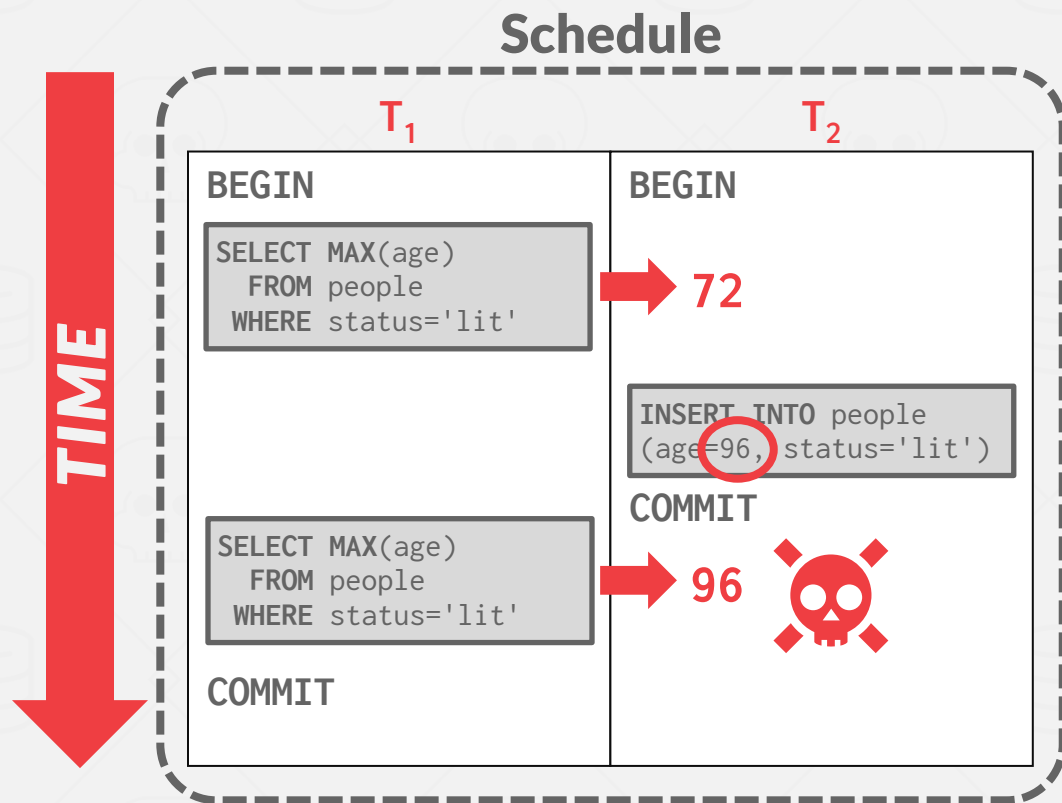 Schedule
TIME
T1
T2
BEGIN
BEGIN
SELECT MAX(age)
FROM people
WHERE status='lit'
72
INSERT INTO people
(age=96, status='lit')
COMMIT
SELECT MAX(age)
FROM people
WHERE status='lit'
96
COMMIT